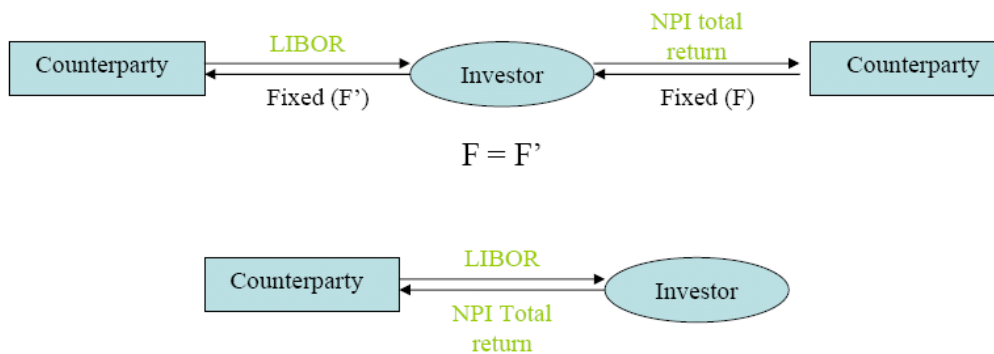 LIBOR
NPI total
return
Counterparty
Investor
Counterparty
Fixed (F’)
Fixed (F)
F = F’
LIBOR
Counterparty
Investor
NPI Total
return